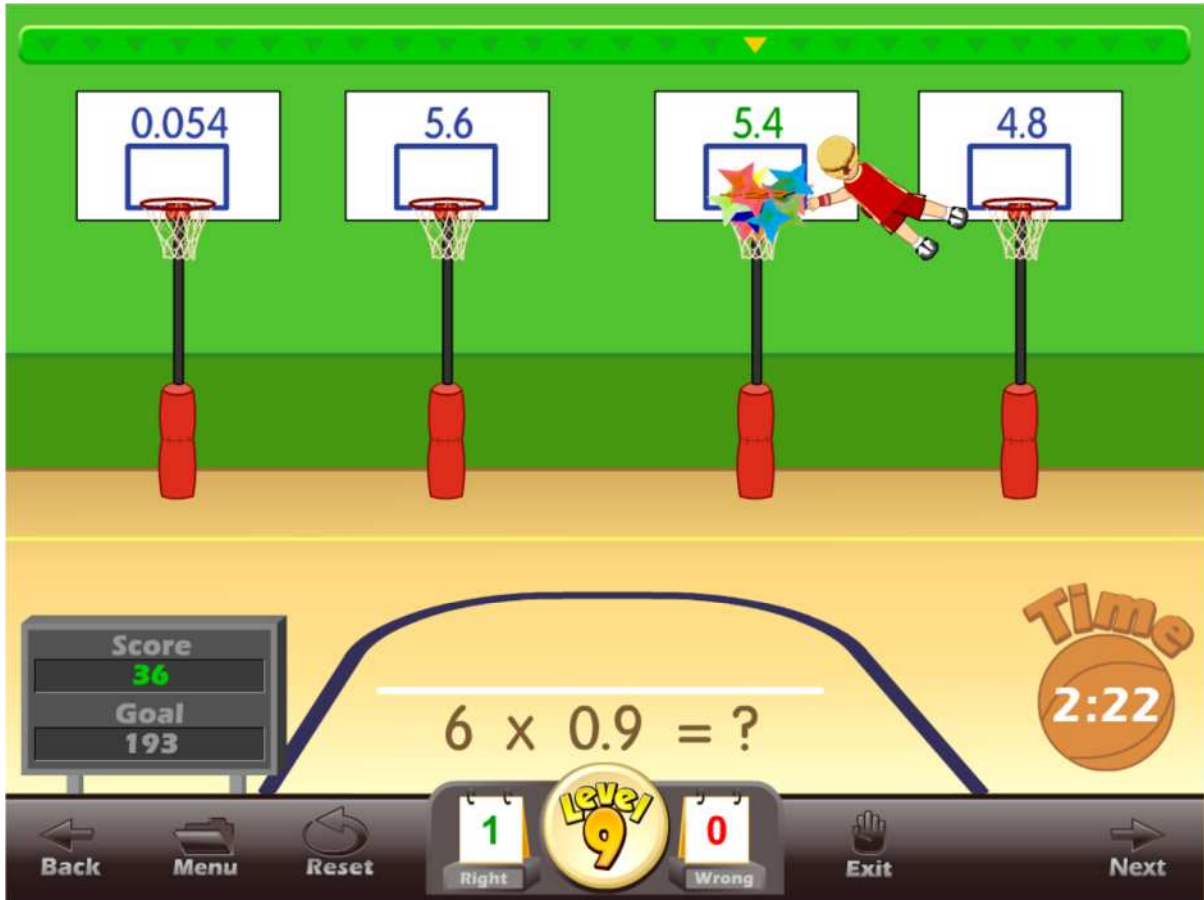 0.054
5.6
5.4
4.8
Score
36
Goal
193
Time
2:22
6 x 0.9 = ?
Level
9
1
Right
0
Wrong
Back
Menu
Reset
Exit
Next